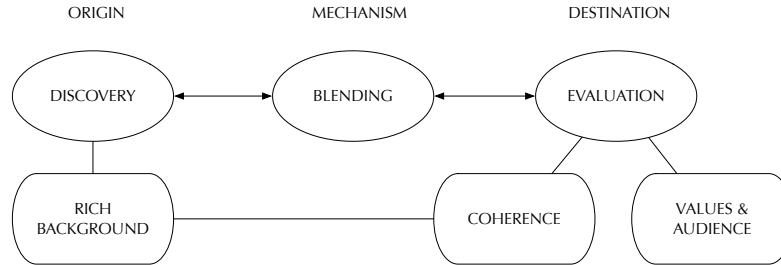 ORIGIN
MECHANISM
DESTINATION
DISCOVERY
BLENDING
EVALUATION
RICH
BACKGROUND
COHERENCE
VALUES &
AUDIENCE